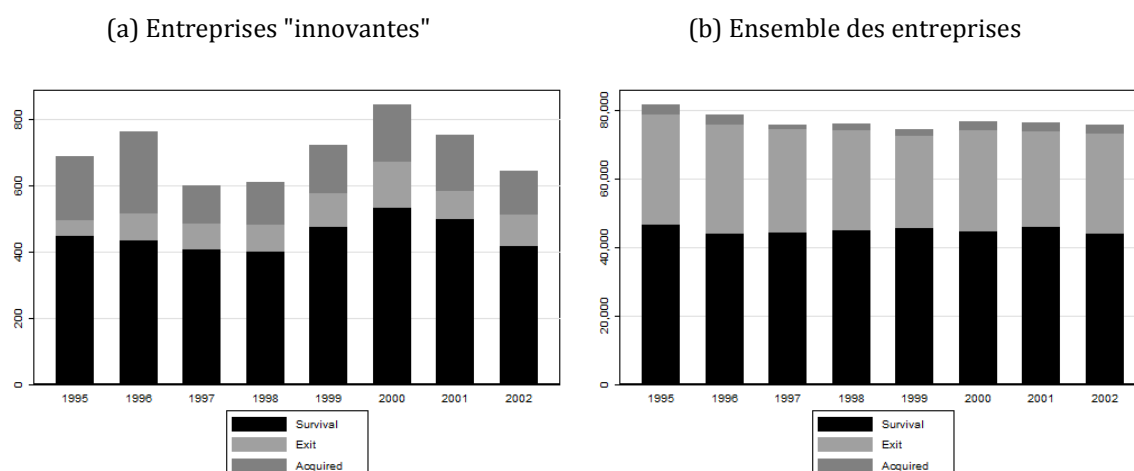 (a) Entreprises "innovantes"
(b) Ensemble des entreprises
800
600
400
200
0
1995 1996 1997 1998 1999 2000 2001 2002
Survival
Exit
Acquired
80,000
60,000
40,000
20,000
0
1995 1996 1997 1998 1999 2000 2001 2002
Survival
Exit
Acquired